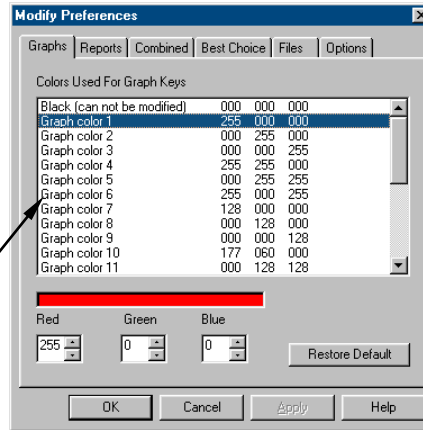 Modify Preferences
Graphs Reports Combined Best Choice Files Options
Colors Used For Graph Keys
Black (can not be modified) 000 000 000
Graph color 1 255 000 000
Graph color 2 000 255 000
Graph color 3 000 000 255
Graph color 4 255 255 000
Graph color 5 000 255 255
Graph color 6 255 000 255
Graph color 7 128 000 000
Graph color 8 000 128 000
Graph color 9 000 000 128
Graph color 10 177 060 000
Graph color 11 000 128 128
Red Green Blue
255 0 0
Restore Default
OK Cancel Apply Help